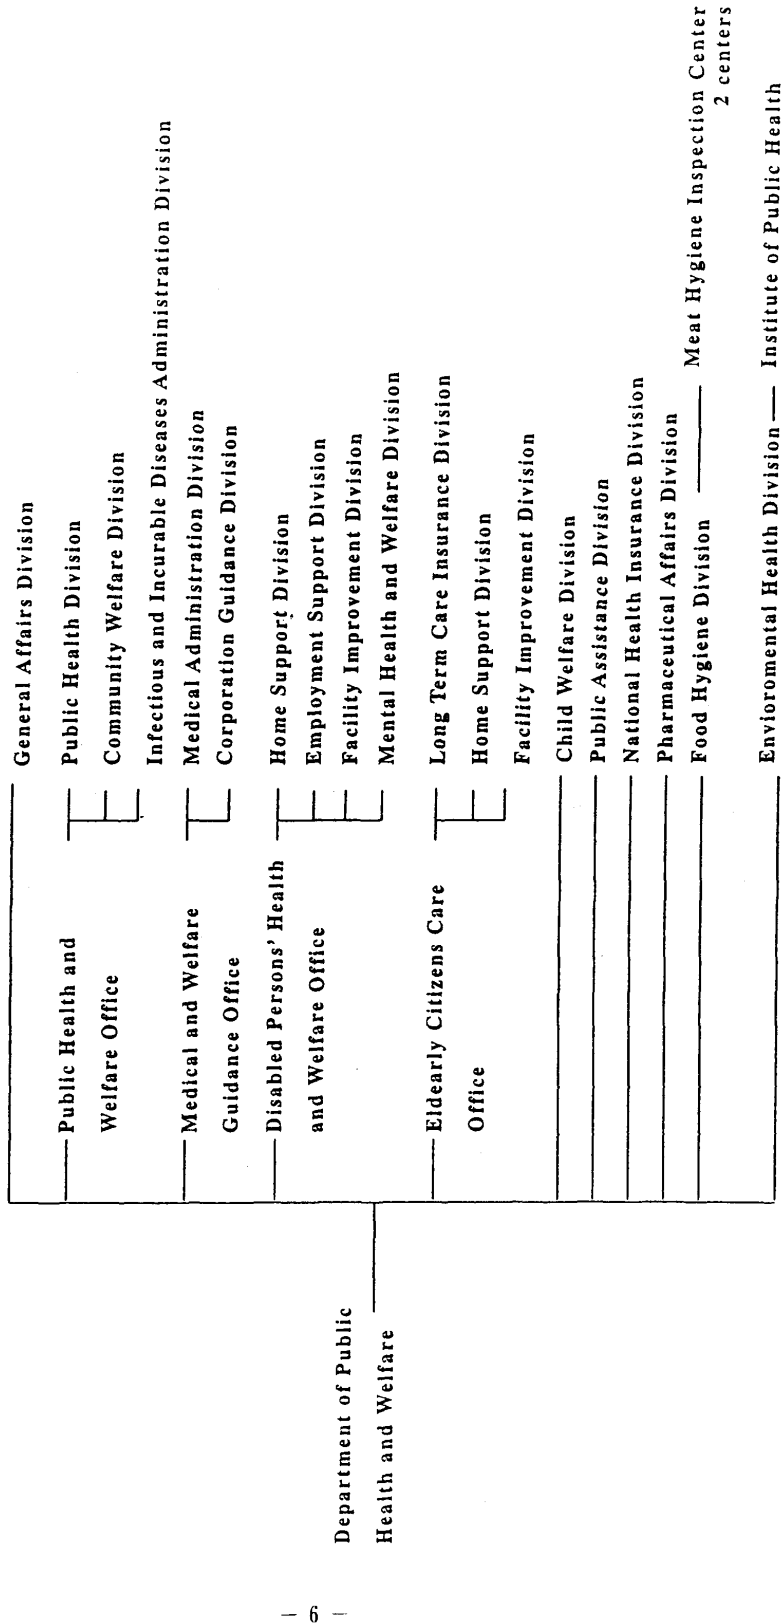 Department of Public
Health and Welfare
General Affairs Division
Public Health and
Welfare Office
Public Health Division
Community Welfare Division
Infectious and Incurable Diseases Administration Division
Medical and Welfare
Guidance Office
Medical Administration Division
Corporation Guidance Division
Disabled Persons' Health
and Welfare Office
Home Support Division
Employment Support Division
Facility Improvement Division
Mental Health and Welfare Division
Eldearly Citizens Care
Office
Long Term Care Insurance Division
Home Support Division
Facility Improvement Division
Child Welfare Division
Public Assistance Division
National Health Insurance Division
Pharmaceutical Affairs Division
Food Hygiene Division
Meat Hygiene Inspection Center
2 centers
Envioromental Health Division
Institute of Public Health
— 6 —